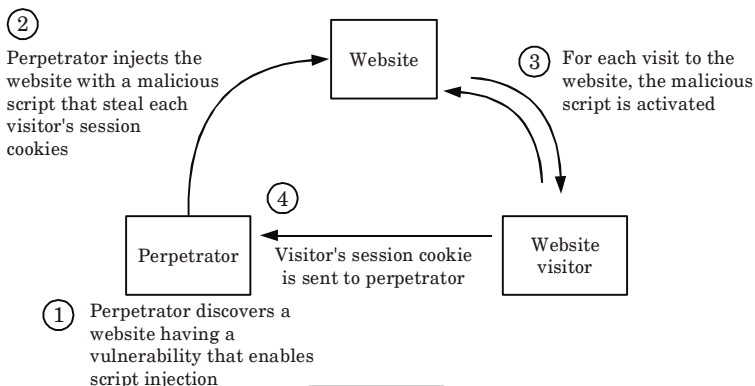 2
Perpetrator injects the
website with a malicious
script that steal each
visitor's session
cookies
Website
3
For each visit to the
website, the malicious
script is activated
4
Perpetrator
Visitor's session cookie
is sent to perpetrator
Website
visitor
1
Perpetrator discovers a
website having a
vulnerability that enables
script injection